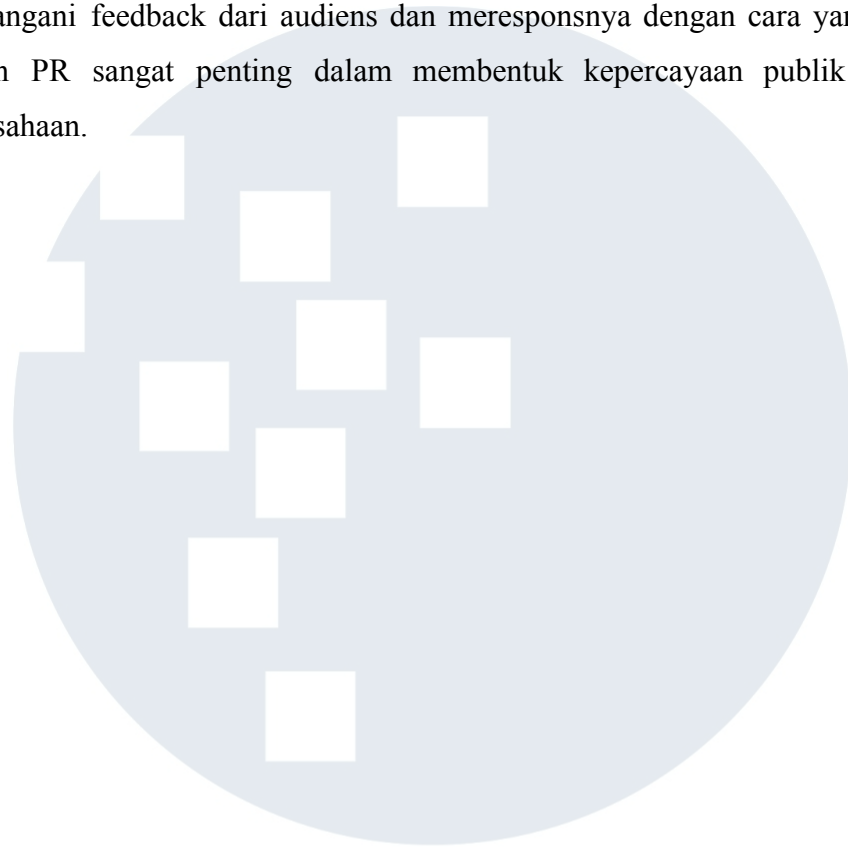 angani feedback dari audiens dan meresponsnya dengan cara yan
PR sangat penting dalam membentuk kepercayaan publik
sahaan.